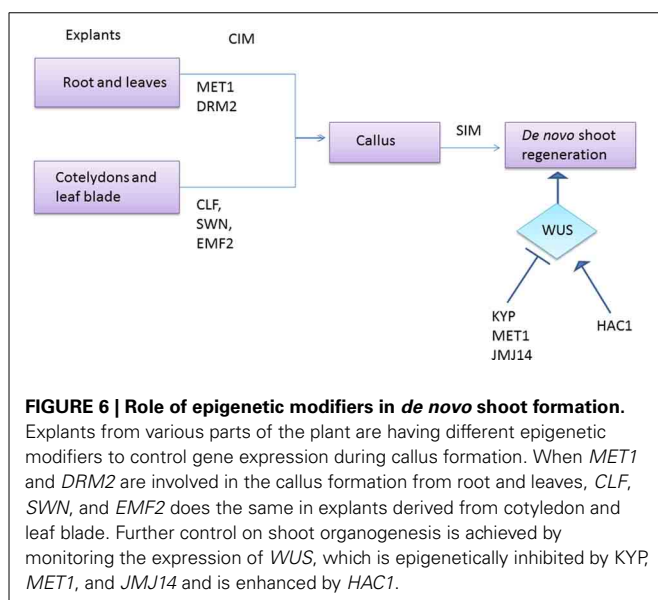 Explants
CIM
Root and leaves
MET1
DRM2
Callus
SIM
De novo shoot
regeneration
Cotelydons and
leaf blade
CLF,
SWN,
EMF2
WUS
KYP
MET1
JMJ14
HAC1
FIGURE 6 | Role of epigenetic modifiers in de novo shoot formation.
Explants from various parts of the plant are having different epigenetic
modifiers to control gene expression during callus formation. When MET1
and DRM2 are involved in the callus formation from root and leaves, CLF,
SWN, and EMF2 does the same in explants derived from cotyledon and
leaf blade. Further control on shoot organogenesis is achieved by
monitoring the expression of WUS, which is epigenetically inhibited by KYP,
MET1, and JMJ14 and is enhanced by HAC1.